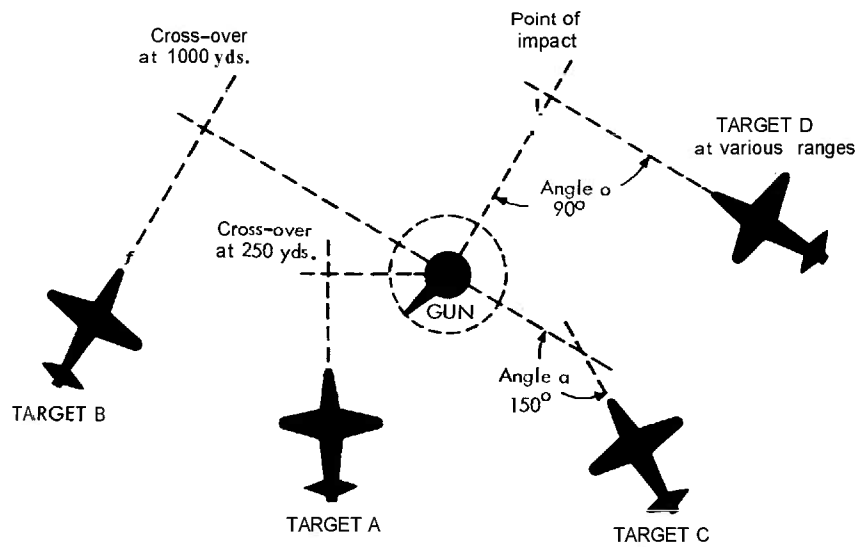 Cross-over
at 1000 yds.
Point of
impact
TARGET D
at various ranges
Angle o
90°
Cross-over
at 250 yds.
GUN
Angle a
150°
TARGET B
TARGET A
TARGET C